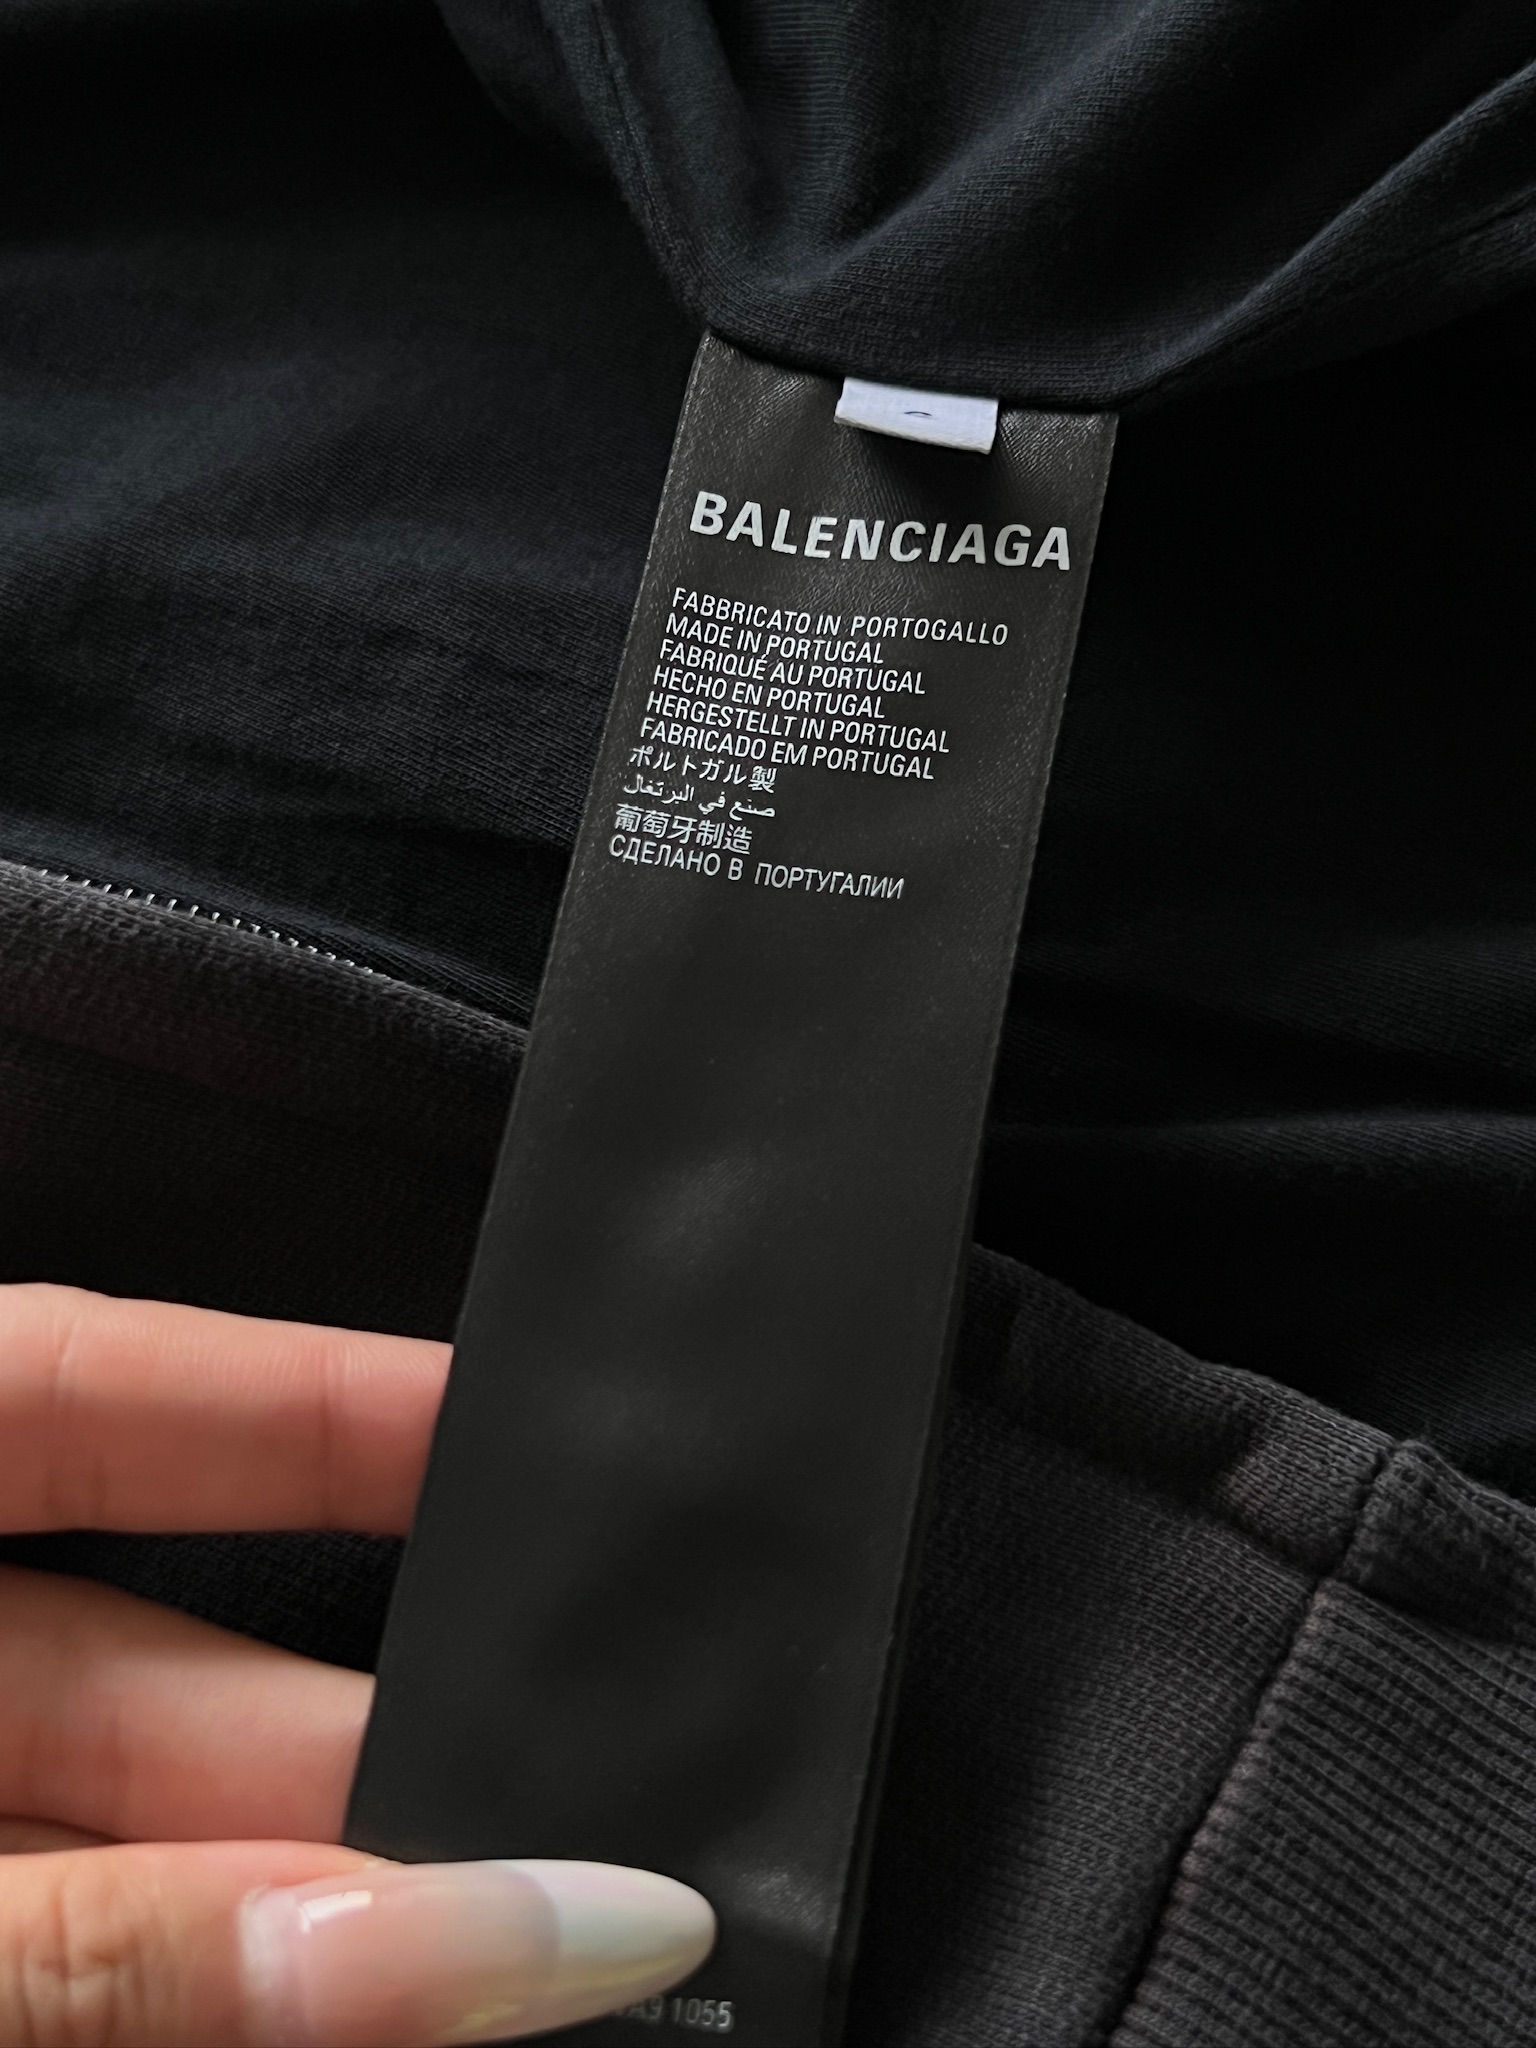 BALENCIAGA
FABBRICATO IN PORTOGALLO
MADE IN PORTUGAL
FABRIQUÉ AU PORTUGAL
HECHO EN PORTUGAL
HERGESTELLT IN PORTUGAL
FABRICADO EM PORTUGAL
ポルトガル製
صنع في البرتغال
葡萄牙制造
СДЕЛАНО В ПОРТУГАЛИИ
1055